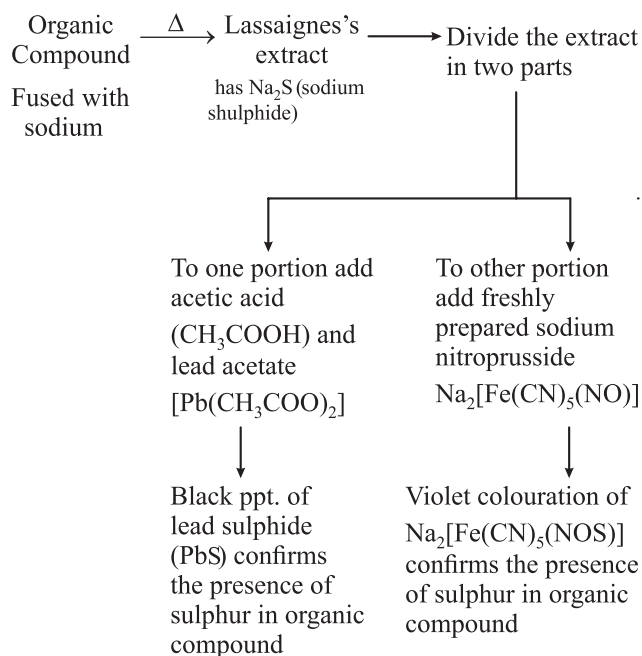 Organic
Compound
Fused with
sodium
Δ
Lassaignes’s
extract
has Na₂S (sodium
shulphide)
Divide the extract
in two parts
To one portion add
acetic acid
(CH₃COOH) and
lead acetate
[Pb(CH₃COO)₂]
Black ppt. of
lead sulphide
(PbS) confirms
the presence of
sulphur in organic
compound
To other portion
add freshly
prepared sodium
nitroprusside
Na₂[Fe(CN)₅(NO)]
Violet colouration of
Na₂[Fe(CN)₅(NOS)]
confirms the presence
of sulphur in organic
compound